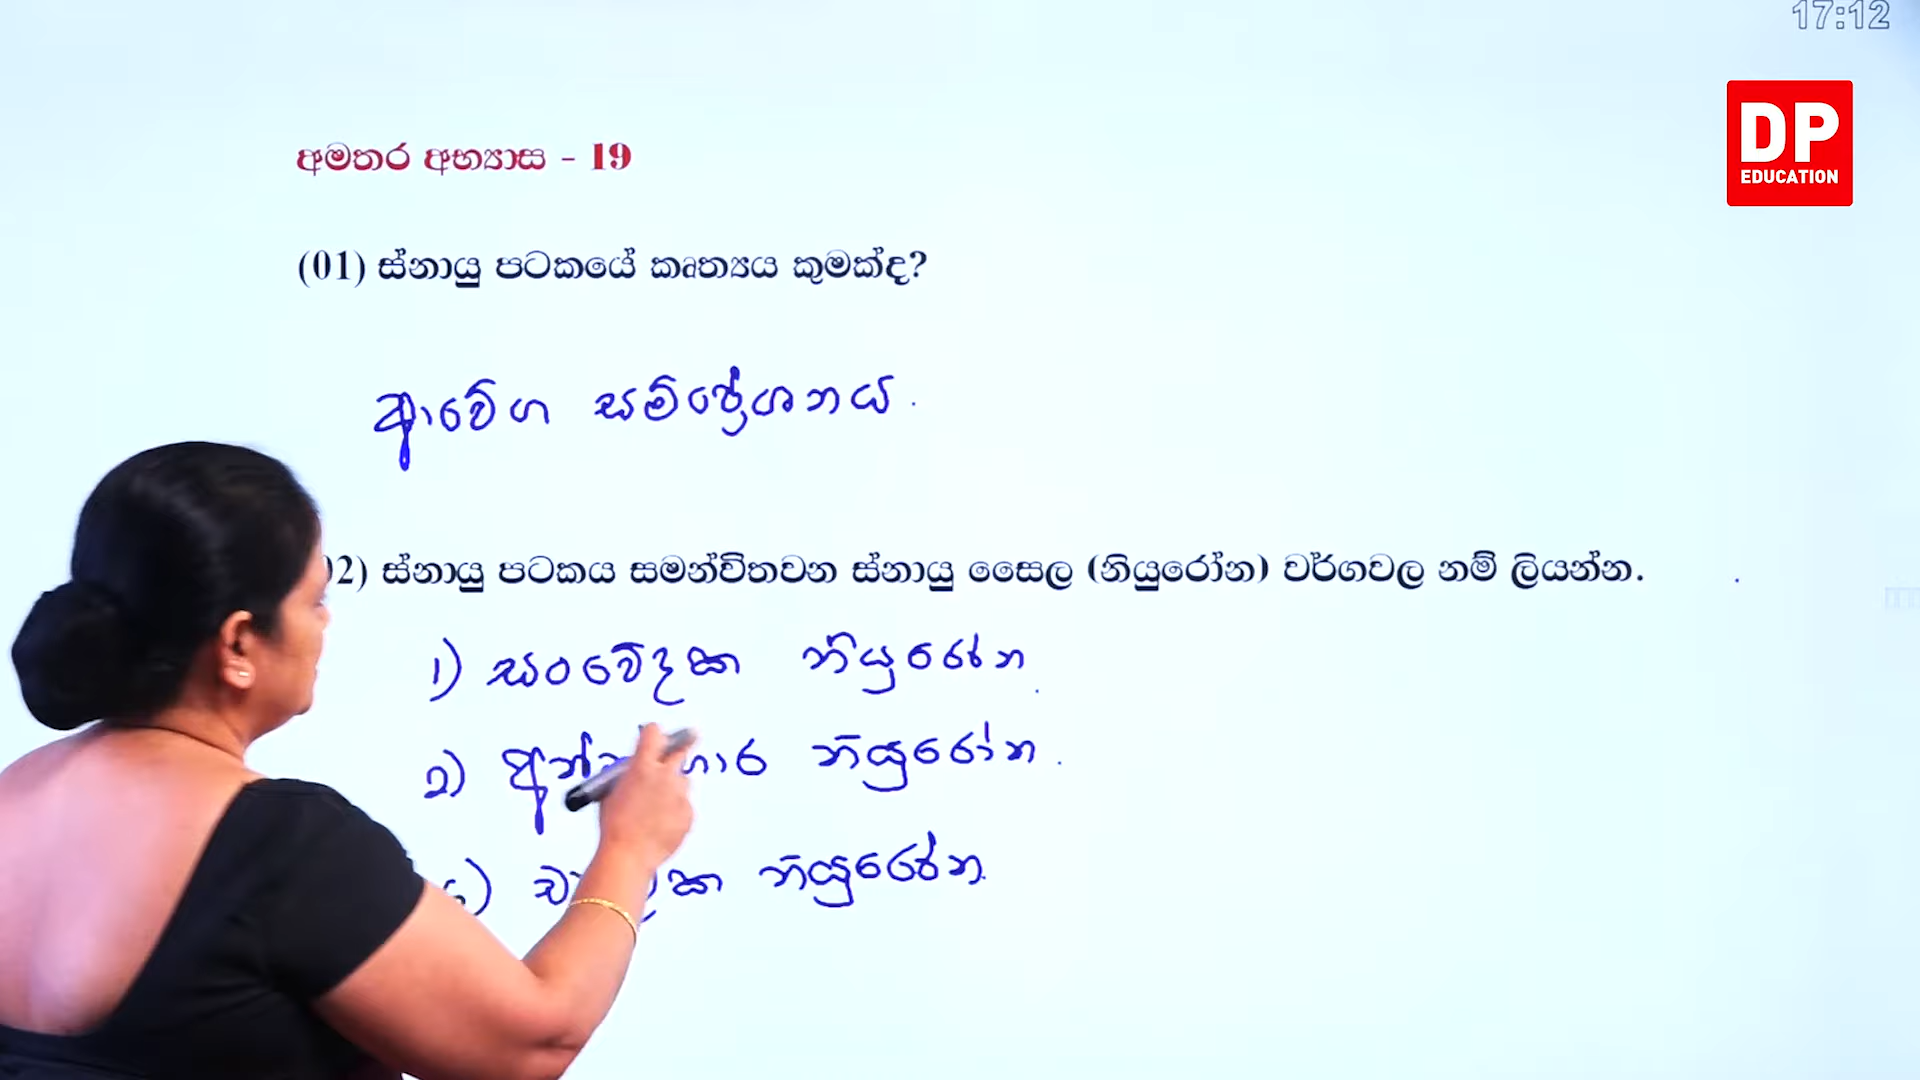 17:12
DP
EDUCATION
අමතර අභ්‍යාස - 19
(01) ස්නායු පටකයේ කෘත්‍යය කුමක්ද?
ආවේග සම්ප්‍රේශනය.
2) ස්නායු පටකය සමන්විතවන ස්නායු සෛල (නියුරෝන) වර්ගවල නම් ලියන්න.
1) සංවේදක නියුරෝන
2) නියුරෝන.
නියුරෝන.